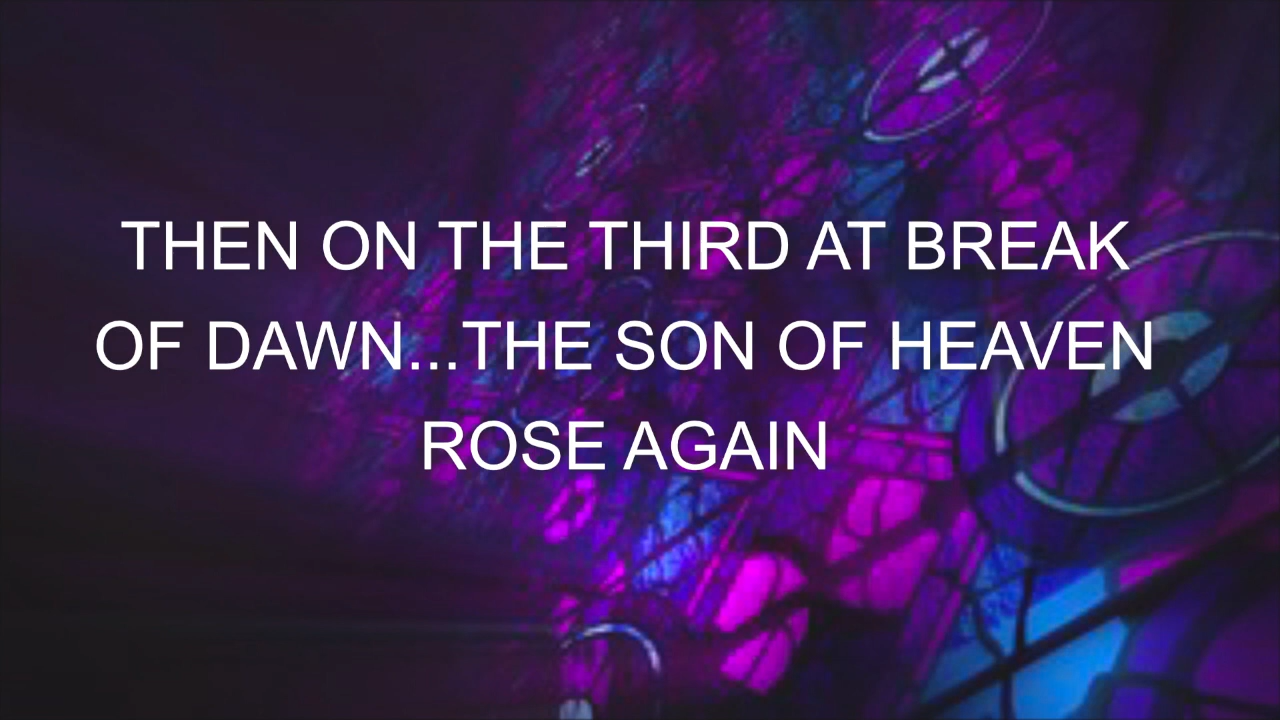 THEN ON THE THIRD AT BREAK
OF DAWN...THE SON OF HEAVEN
ROSE AGAIN